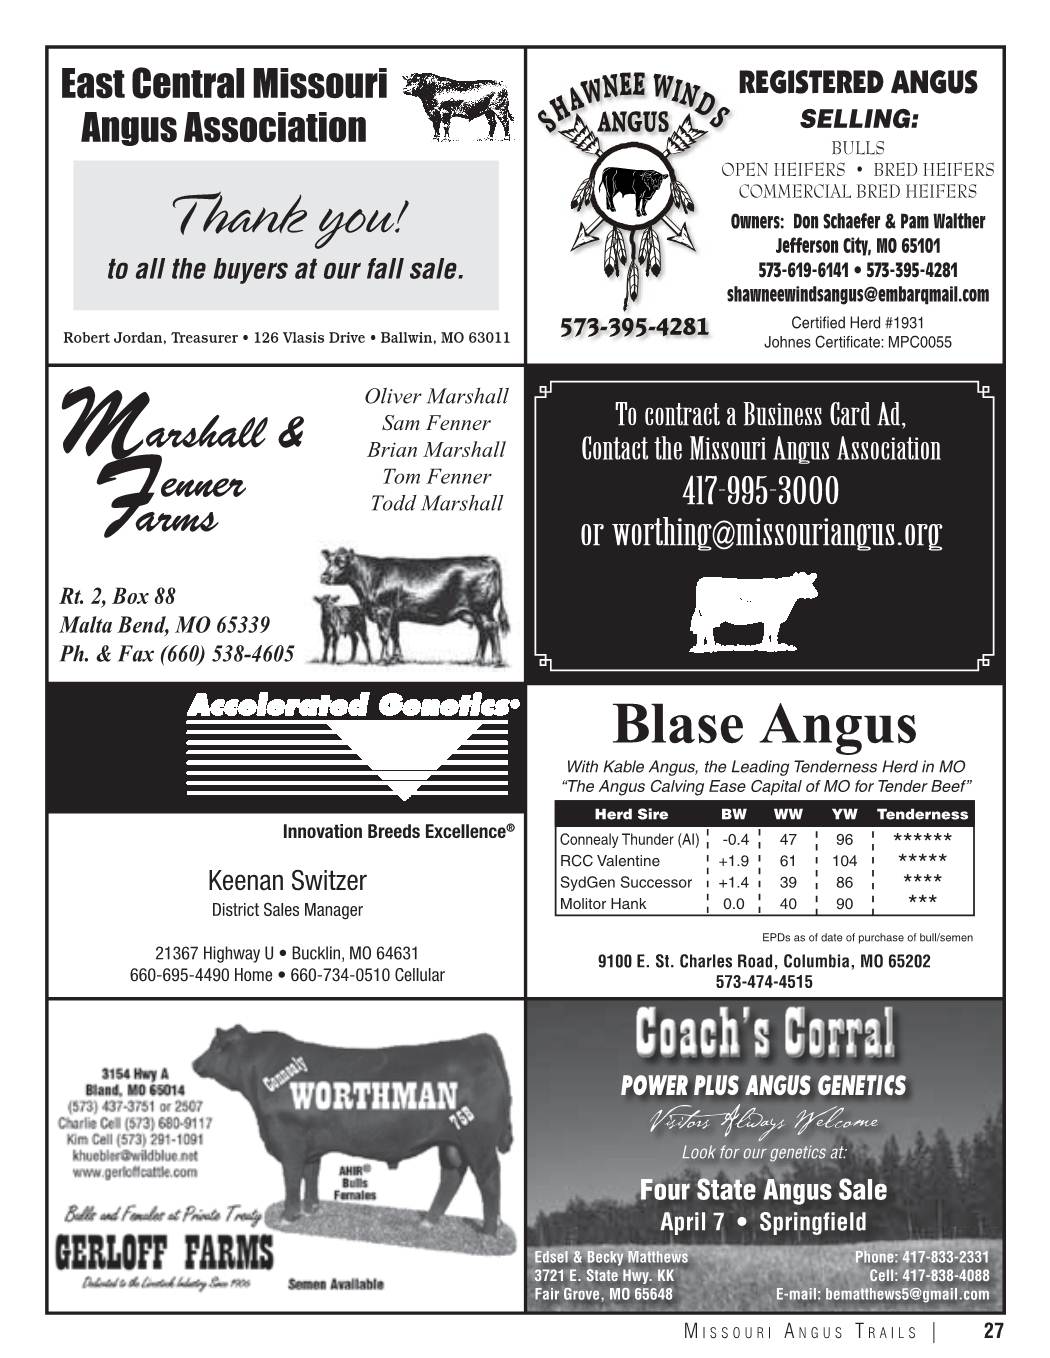 East Central Missouri
Angus Association
Thank you!
to all the buyers at our fall sale.
Robert Jordan, Treasurer • 126 Vlasis Drive • Ballwin, MO 63011
SHAWNEE WINDS
ANGUS
573-395-4281
REGISTERED ANGUS
SELLING:
BULLS
OPEN HEIFERS • BRED HEIFERS
COMMERCIAL BRED HEIFERS
Owners: Don Schaefer & Pam Walther
Jefferson City, MO 65101
573-619-6141 • 573-395-4281
shawneewindsangus@embarqmail.com
Certified Herd #1931
Johnes Certificate: MPC0055
Marshall &
Fenner
Farms
Oliver Marshall
Sam Fenner
Brian Marshall
Tom Fenner
Todd Marshall
Rt. 2, Box 88
Malta Bend, MO 65339
Ph. & Fax (660) 538-4605
To contract a Business Card Ad,
Contact the Missouri Angus Association
417-995-3000
or worthing@missouriangus.org
Accelerated Genetics®
Innovation Breeds Excellence®
Keenan Switzer
District Sales Manager
21367 Highway U • Bucklin, MO 64631
660-695-4490 Home • 660-734-0510 Cellular
Blase Angus
With Kable Angus, the Leading Tenderness Herd in MO
“The Angus Calving Ease Capital of MO for Tender Beef”
Herd Sire BW WW YW Tenderness
Connealy Thunder (AI) -0.4 47 96 ******
RCC Valentine +1.9 61 104 *****
SydGen Successor +1.4 39 86 ****
Molitor Hank 0.0 40 90 ***
EPDs as of date of purchase of bull/semen
9100 E. St. Charles Road, Columbia, MO 65202
573-474-4515
3154 Hwy A
Bland, MO 65014
(573) 437-3751 or 2507
Charlie Cell (573) 680-9117
Kim Cell (573) 291-1091
khuebler@wildblue.net
www.gerloffcattle.com
Connealy
WORTHMAN
75B
AHIR®
Bulls
Females
Bulls and Females at Private Treaty
GERLOFF FARMS
Dedicated to the Livestock Industry Since 1906
Semen Available
Coach's Corral
POWER PLUS ANGUS GENETICS
Visitors Always Welcome
Look for our genetics at:
Four State Angus Sale
April 7 • Springfield
Edsel & Becky Matthews
3721 E. State Hwy. KK
Fair Grove, MO 65648
Phone: 417-833-2331
Cell: 417-838-4088
E-mail: bematthews5@gmail.com
MISSOURI ANGUS TRAILS | 27